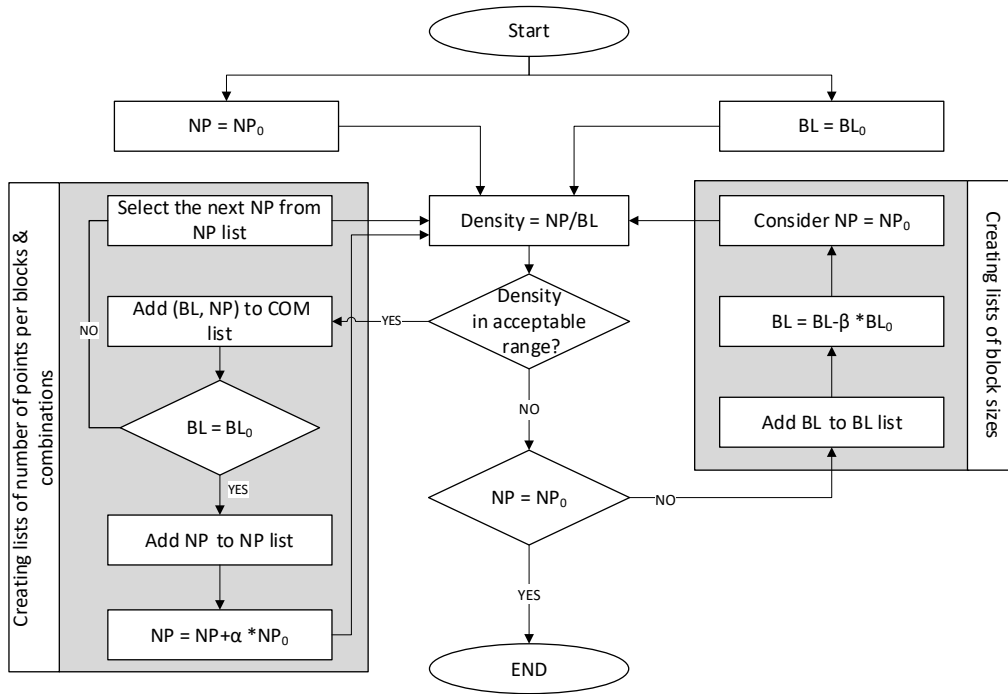 Start
NP = NP₀
BL = BL₀
Creating lists of number of points per blocks &
combinations
Select the next NP from
NP list
Density = NP/BL
Consider NP = NP₀
Creating lists
of block sizes
Add (BL, NP) to COM
list
YES
Density
in acceptable
range?
BL = BL-β *BL₀
NO
BL = BL₀
NO
Add BL to BL list
YES
NP = NP₀
NO
Add NP to NP list
YES
NP = NP+α *NP₀
END